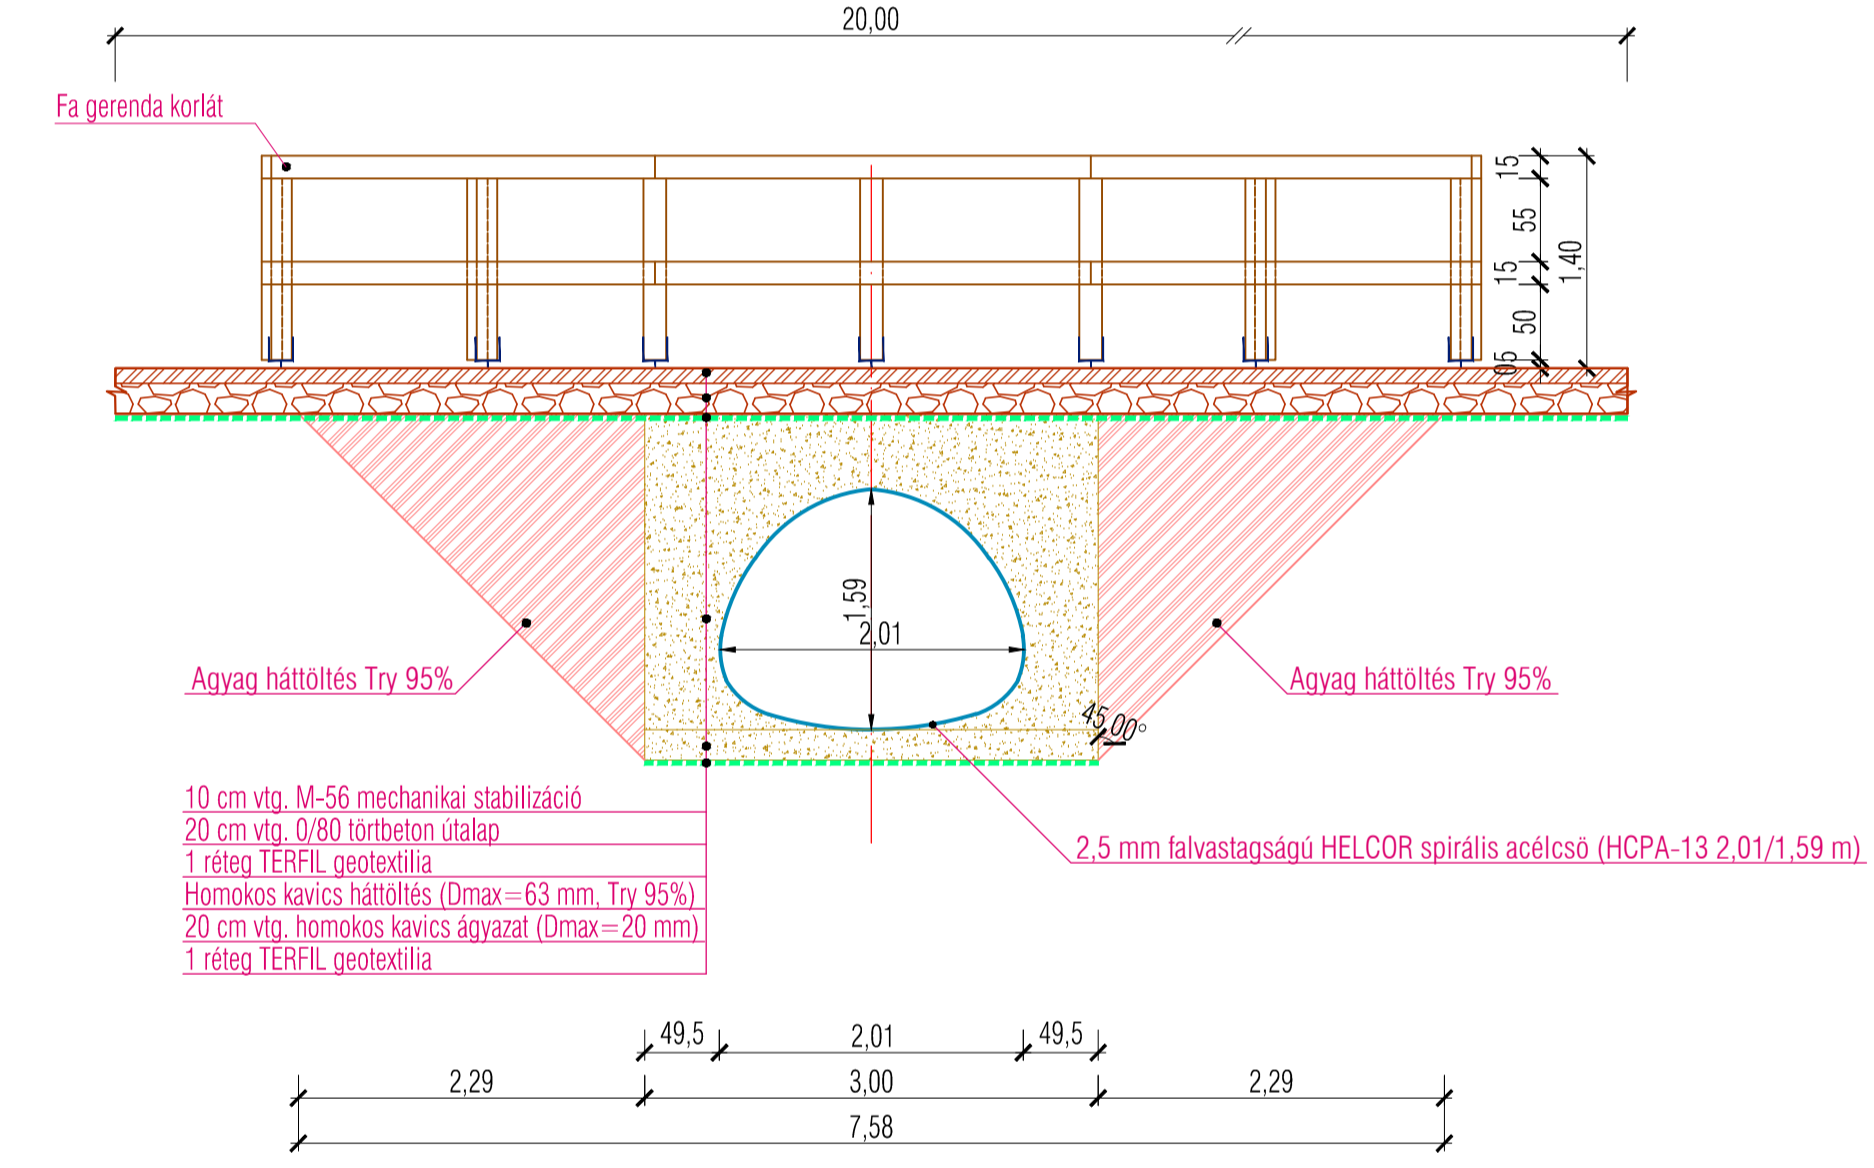 20,00
Fa gerenda korlát
15
55
15
50
05
1,40
1,59
2,01
45,00°
Agyag háttöltés Try 95%
Agyag háttöltés Try 95%
10 cm vtg. M-56 mechanikai stabilizáció
20 cm vtg. 0/80 törtbeton útalap
1 réteg TERFIL geotextilia
Homokos kavics háttöltés (Dmax=63 mm, Try 95%)
20 cm vtg. homokos kavics ágyazat (Dmax=20 mm)
1 réteg TERFIL geotextilia
2,5 mm falvastagságú HELCOR spirális acélcsö (HCPA-13 2,01/1,59 m)
49,5
2,01
49,5
2,29
3,00
2,29
7,58